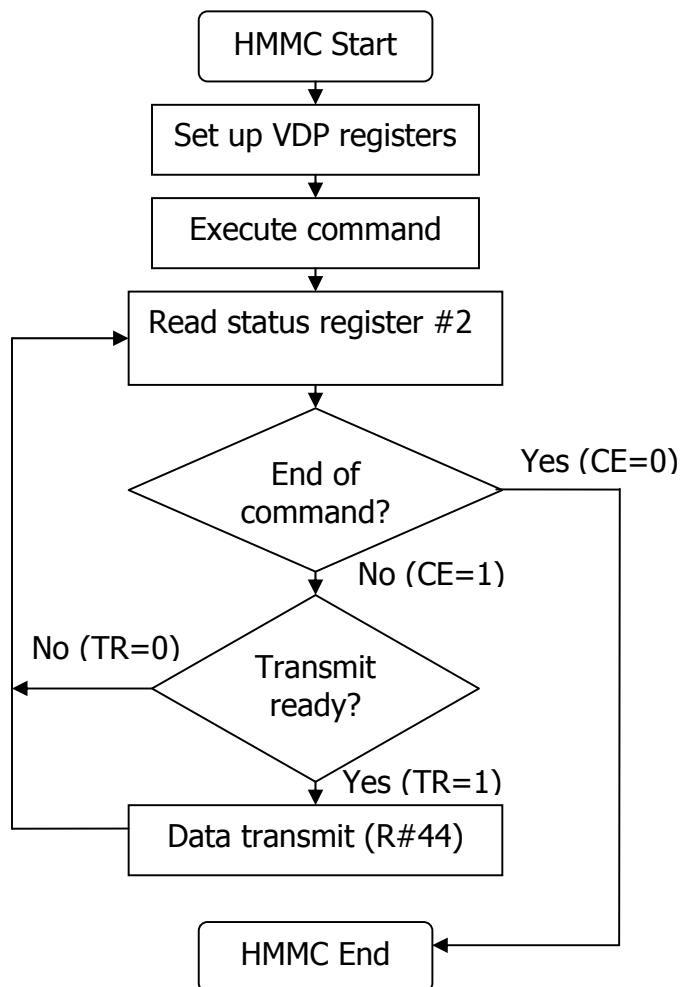 HMMC Start
Set up VDP registers
Execute command
Read status register #2
End of
command?
Yes (CE=0)
No (CE=1)
No (TR=0)
Transmit
ready?
Yes (TR=1)
Data transmit (R#44)
HMMC End